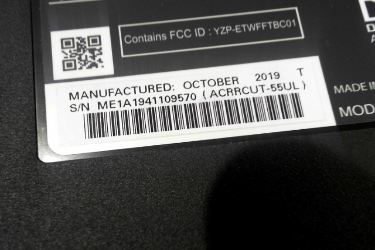 Contains FCC ID : YZP-ETWFFTBC01
MANUFACTURED: OCTOBER 2019 T
S/N ME1A1941109570 ( ACRRCUT-55UL )
MADE IN
MOD